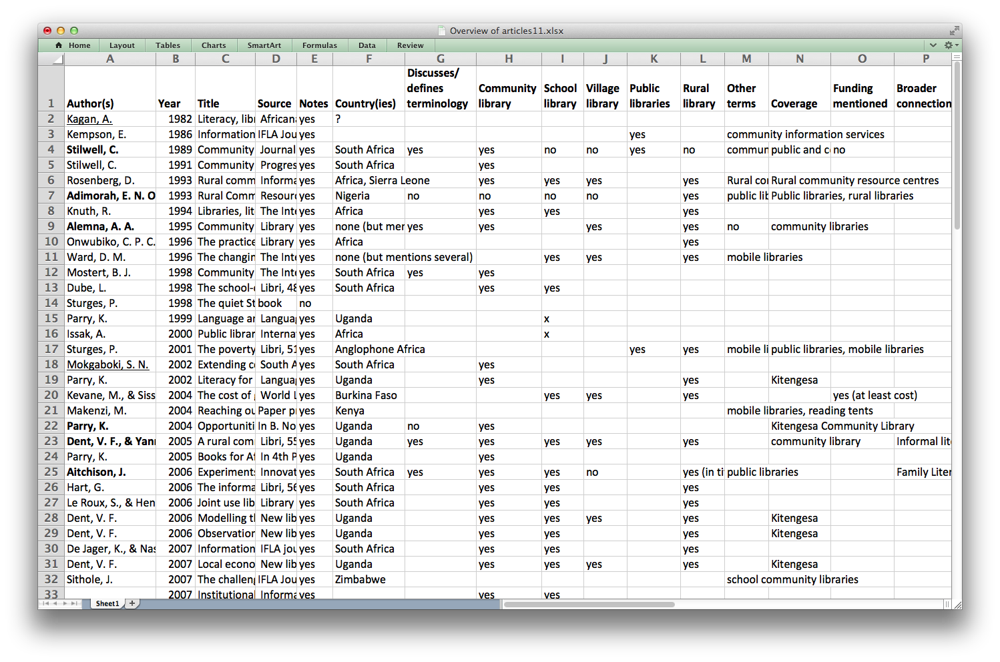 Overview of articles11.xlsx
Home Layout Tables Charts SmartArt Formulas Data Review
A B C D E F G H I J K L M N O P
1 Author(s) Year Title Source Notes Country(ies) Discusses/ defines terminology Community library School library Village library Public libraries Rural library Other terms Coverage Funding mentioned Broader connection
2 Kagan, A. 1982 Literacy, libr African yes ?
3 Kempson, E. 1986 Information IFLA Jou yes yes community information services
4 Stilwell, C. 1989 Community Journal yes South Africa yes yes no no yes no commun public and c no
5 Stilwell, C. 1991 Community Progres yes South Africa yes
6 Rosenberg, D. 1993 Rural comm Informa yes Africa, Sierra Leone yes yes yes yes Rural co Rural community resource centres
7 Adimorah, E. N. O 1993 Rural Comm Resour yes Nigeria no no no no yes public lib Public libraries, rural libraries
8 Knuth, R. 1994 Libraries, lit The Int yes Africa yes yes yes
9 Alemna, A. A. 1995 Community Library yes none (but mer yes yes yes yes no community libraries
10 Onwubiko, C. P. C. 1996 The practice Library yes Africa yes
11 Ward, D. M. 1996 The changin The Int yes none (but mentions several) yes yes yes mobile libraries
12 Mostert, B. J. 1998 Community The Int yes South Africa yes yes
13 Dube, L. 1998 The school- Libri, 48 yes South Africa yes yes
14 Sturges, P. 1998 The quiet St book no
15 Parry, K. 1999 Language ar Languag yes Uganda x
16 Issak, A. 2000 Public librar Interna yes Africa x
17 Sturges, P. 2001 The poverty Libri, 51 yes Anglophone Africa yes yes mobile li public libraries, mobile libraries
18 Mokgaboki, S. N. 2002 Extending c South A yes South Africa yes
19 Parry, K. 2002 Literacy for Languag yes Uganda yes yes Kitengesa
20 Kevane, M., & Siss 2004 The cost of World L yes Burkina Faso yes yes yes yes (at least cost)
21 Makenzi, M. 2004 Reaching ou Paper p yes Kenya mobile libraries, reading tents
22 Parry, K. 2004 Opportuniti In B. No yes Uganda no yes Kitengesa Community Library
23 Dent, V. F., & Yann 2005 A rural com Libri, 55 yes Uganda yes yes yes yes yes community library Informal lit
24 Parry, K. 2005 Books for Af In 4th P yes Uganda yes
25 Aitchison, J. 2006 Experiments Innovat yes South Africa yes yes yes no yes (in ti public libraries Family Liter
26 Hart, G. 2006 The informa Libri, 56 yes South Africa yes yes yes
27 Le Roux, S., & Hen 2006 Joint use lib Library yes South Africa yes yes yes
28 Dent, V. F. 2006 Modelling th New lib yes Uganda yes yes yes yes Kitengesa
29 Dent, V. F. 2006 Observation New lib yes Uganda yes yes yes Kitengesa
30 De Jager, K., & Nas 2007 Information IFLA jou yes South Africa yes yes yes
31 Dent, V. F. 2007 Local econo New lib yes Uganda yes yes yes yes Kitengesa
32 Sithole, J. 2007 The challeng IFLA Jou yes Zimbabwe school community libraries
33 2007 Institutional Informa yes yes yes
Sheet1